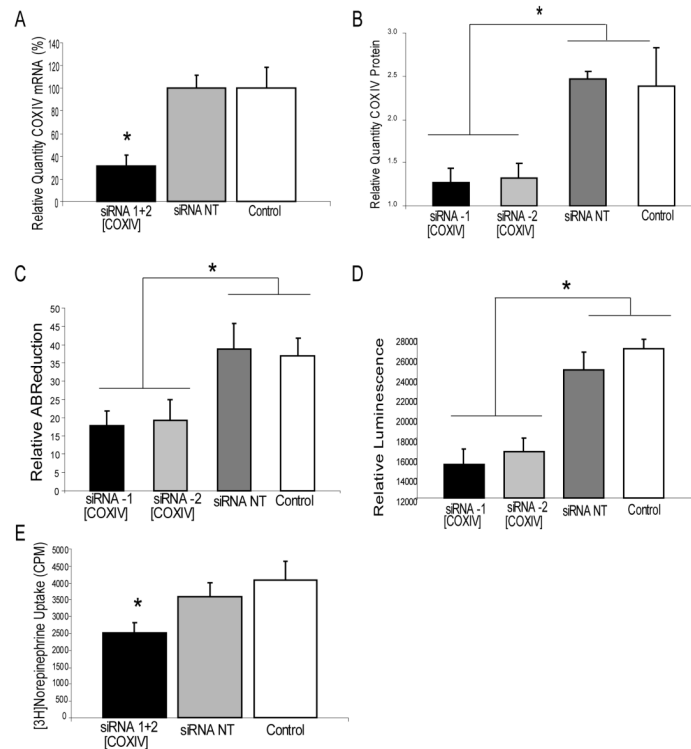 A
Relative Quantity COXIV mRNA (%)
140
120
100
80
60
40
20
0
*
siRNA 1+2
[COXIV]
siRNA NT
Control
B
Relative Quantity COXIV Protein
3.0
2.5
2.0
1.5
1.0
*
siRNA -1
[COXIV]
siRNA -2
[COXIV]
siRNA NT
Control
C
Relative ABReduction
50
45
40
35
30
25
20
15
10
5
0
*
siRNA -1
[COXIV]
siRNA -2
[COXIV]
siRNA NT
Control
D
Relative Luminescence
28000
26000
24000
22000
20000
18000
16000
14000
12000
*
siRNA -1
[COXIV]
siRNA -2
[COXIV]
siRNA NT
Control
E
[3H]Norepinephrine Uptake (CPM)
5000
4500
4000
3500
3000
2500
2000
1500
1000
500
0
*
siRNA 1+2
[COXIV]
siRNA NT
Control